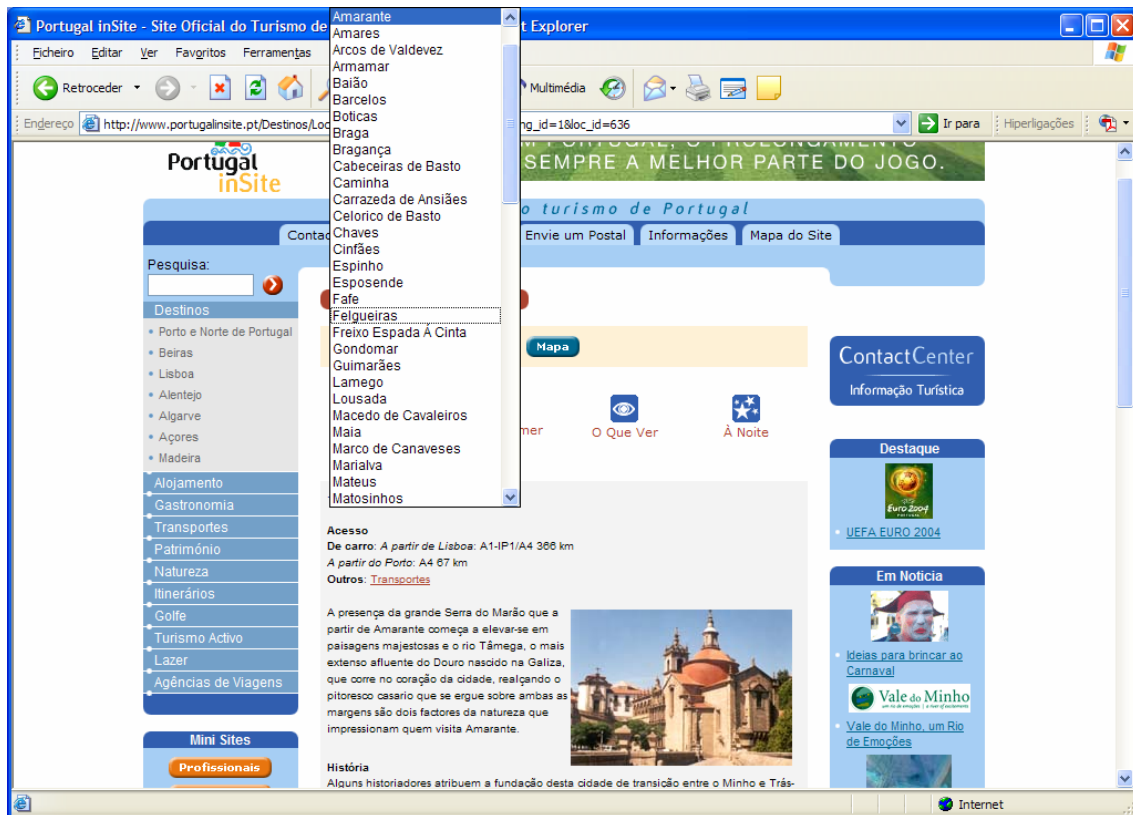 Portugal inSite - Site Oficial do Turismo de
t Explorer
Ficheiro Editar Ver Favoritos Ferramentas
Retroceder
Multimédia
Endereço http://www.portugalinsite.pt/Destinos/Loc
ng_id=1&loc_id=636
Ir para
Hiperligações
Amarante
Amares
Arcos de Valdevez
Armamar
Baião
Barcelos
Boticas
Braga
Bragança
Cabeceiras de Basto
Caminha
Carrazeda de Ansiães
Celorico de Basto
Chaves
Cinfães
Espinho
Esposende
Fafe
Felgueiras
Freixo Espada À Cinta
Gondomar
Guimarães
Lamego
Lousada
Macedo de Cavaleiros
Maia
Marco de Canaveses
Marialva
Mateus
Matosinhos
Portugal
inSite
SEMPRE A MELHOR PARTE DO JOGO.
o turismo de Portugal
Contac
Envie um Postal
Informações
Mapa do Site
Pesquisa:
Destinos
Porto e Norte de Portugal
Beiras
Lisboa
Alentejo
Algarve
Açores
Madeira
Alojamento
Gastronomia
Transportes
Património
Natureza
Itinerários
Golfe
Turismo Activo
Lazer
Agências de Viagens
Mini Sites
Profissionais
Mapa
mer
O Que Ver
À Noite
Acesso
De carro: A partir de Lisboa: A1-IP1/A4 366 km
A partir do Porto: A4 67 km
Outros: Transportes
A presença da grande Serra do Marão que a
partir de Amarante começa a elevar-se em
paisagens majestosas e o rio Tâmega, o mais
extenso afluente do Douro nascido na Galiza,
que corre no coração da cidade, realçando o
pitoresco casario que se ergue sobre ambas as
margens são dois factores da natureza que
impressionam quem visita Amarante.
História
Alguns historiadores atribuem a fundação desta cidade de transição entre o Minho e Trás-
ContactCenter
Informação Turística
Destaque
Euro 2004
UEFA EURO 2004
Em Noticia
Ideias para brincar ao
Carnaval
Vale do Minho
Vale do Minho, um Rio
de Emoções
Internet